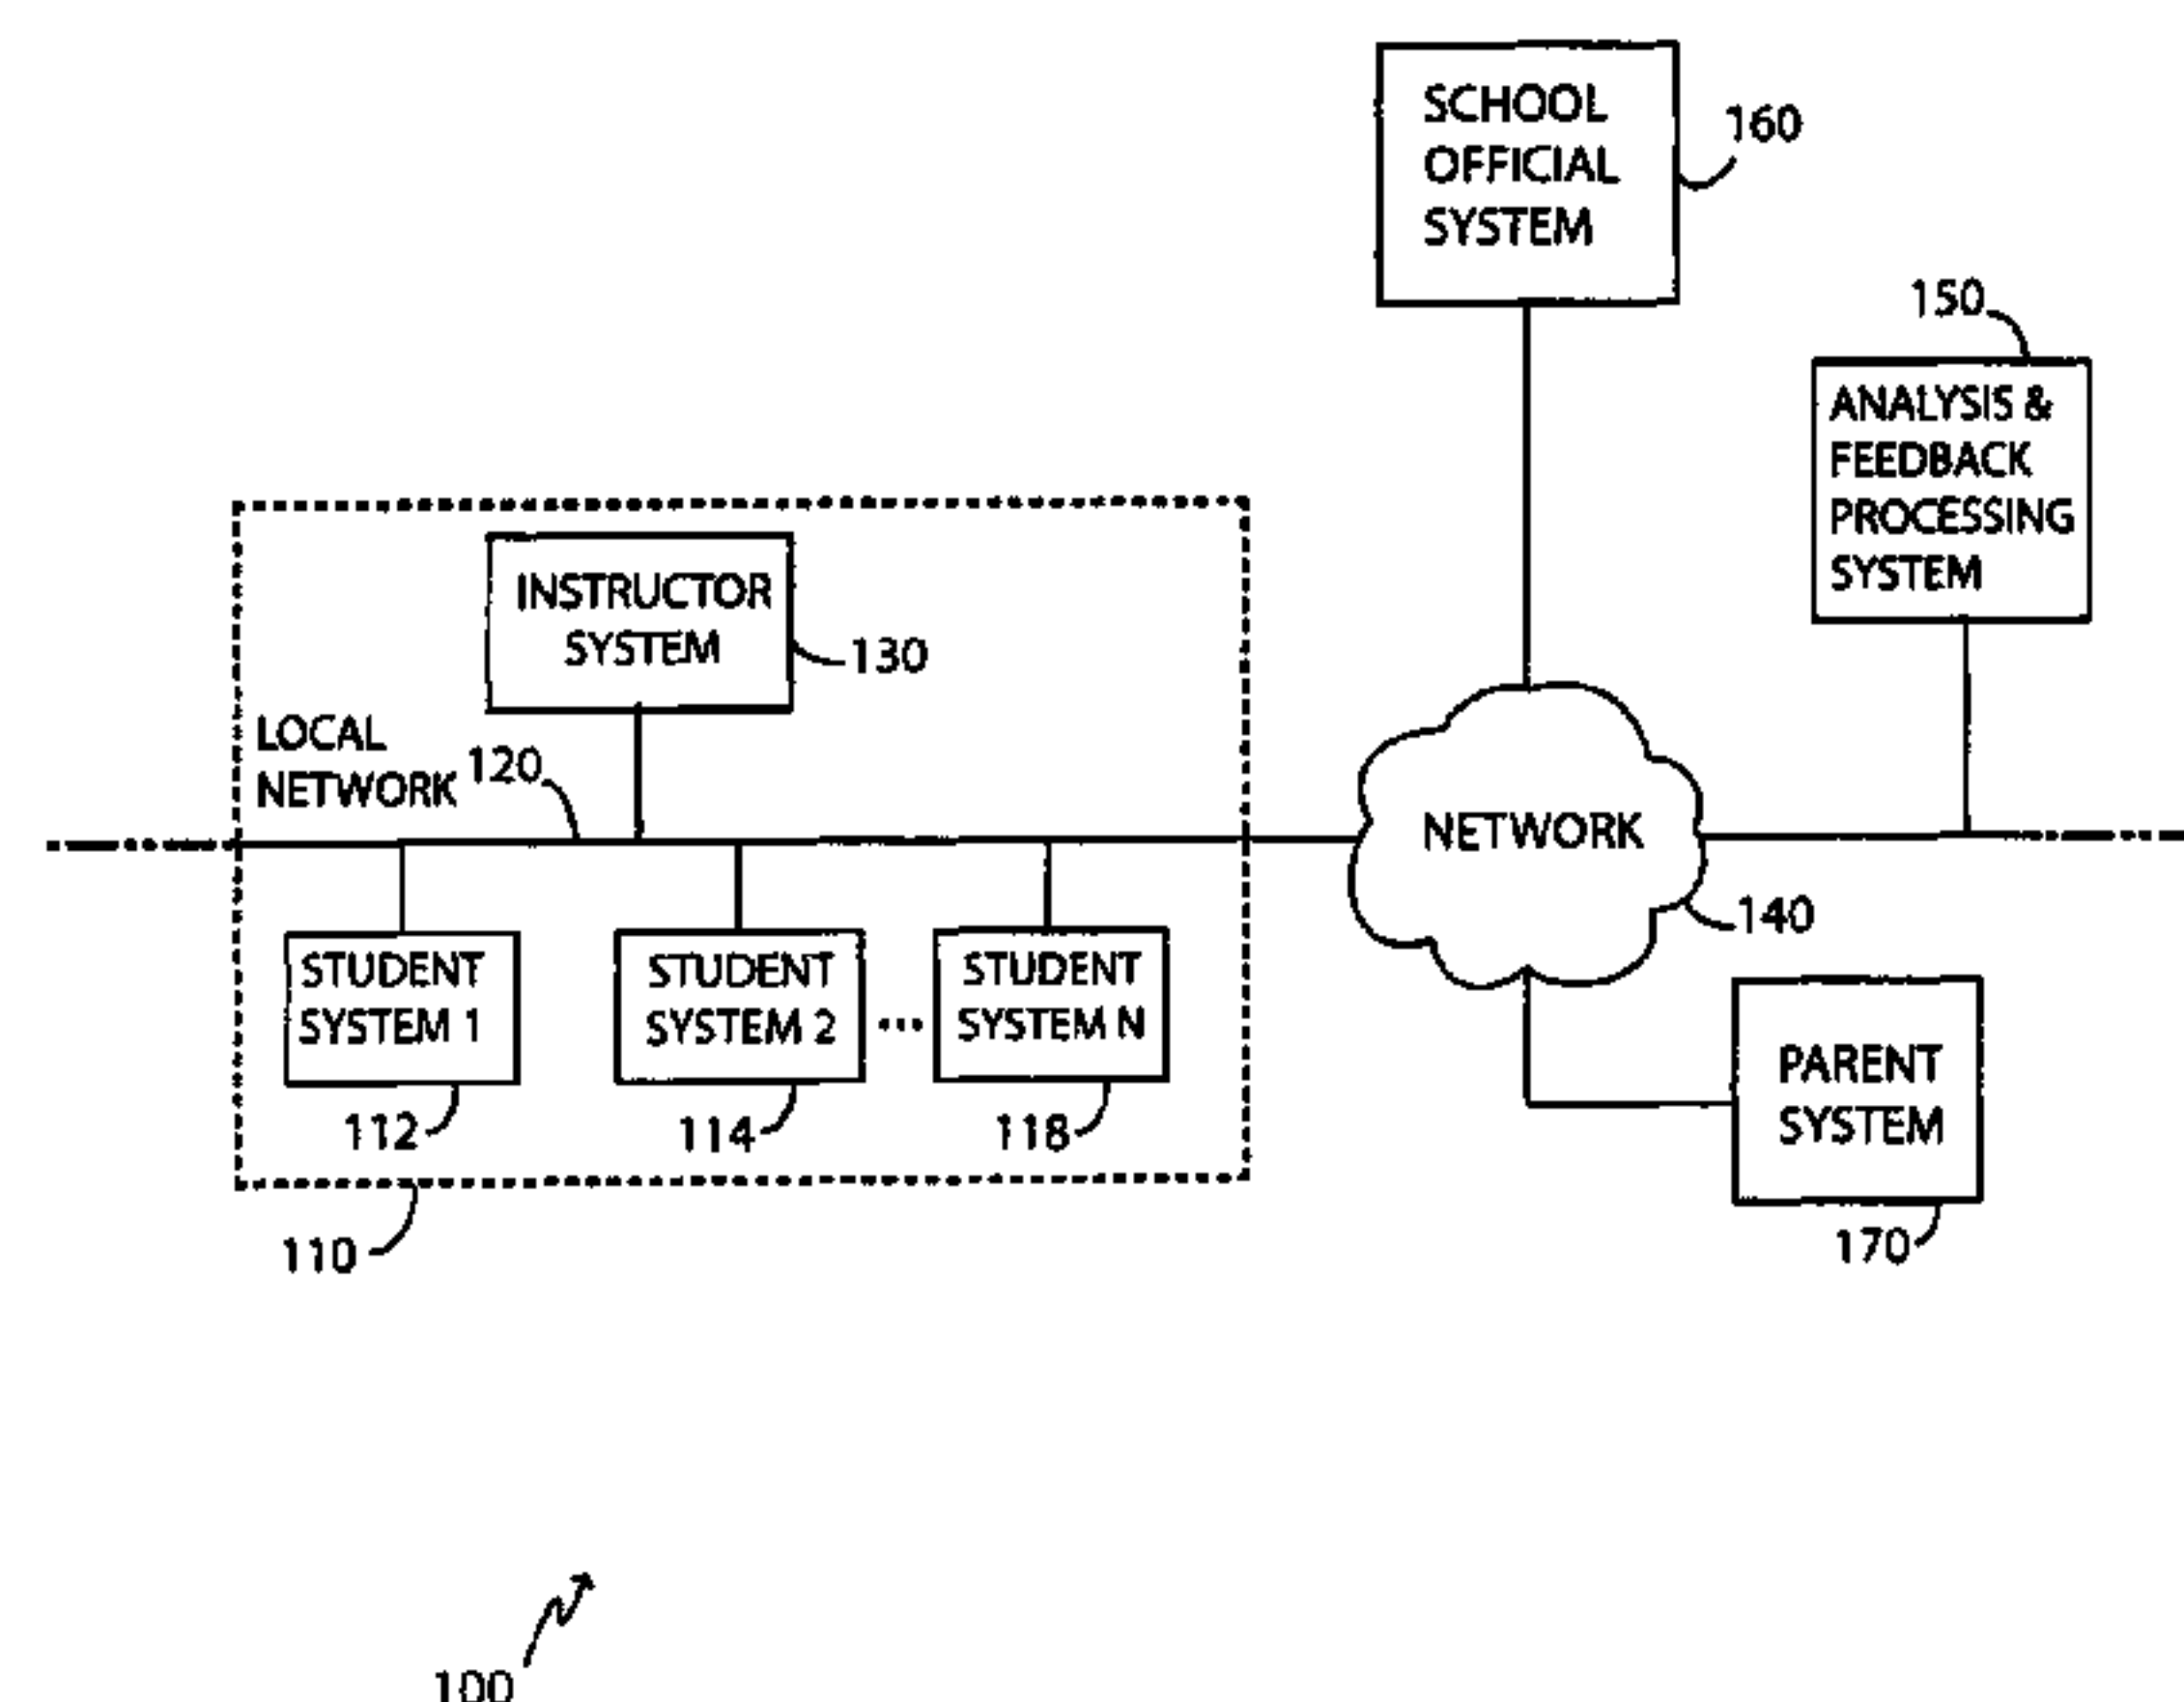 SCHOOL
OFFICIAL
SYSTEM
160
150
ANALYSIS &
FEEDBACK
PROCESSING
SYSTEM
INSTRUCTOR
SYSTEM
130
LOCAL
NETWORK
120
NETWORK
140
STUDENT
SYSTEM 1
112
STUDENT
SYSTEM 2
114
...
STUDENT
SYSTEM N
118
110
PARENT
SYSTEM
170
100